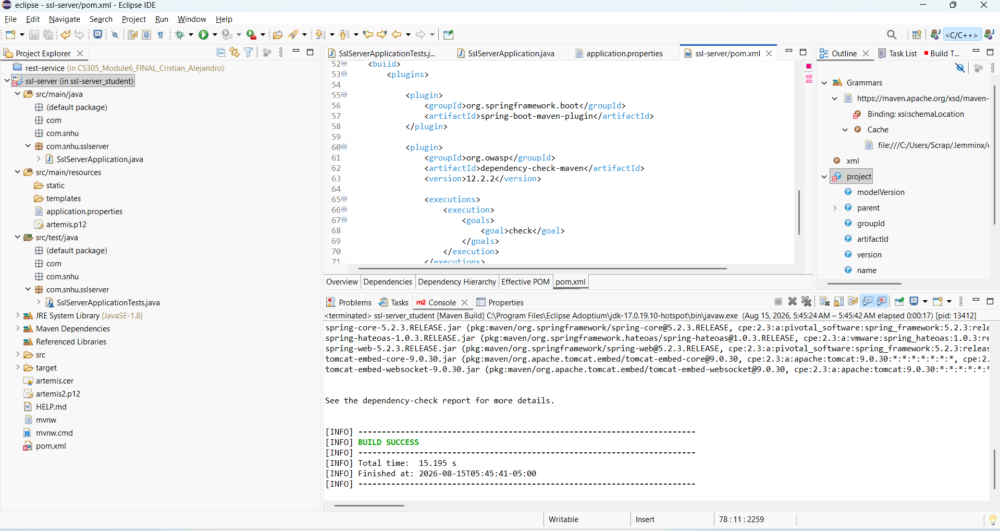 eclipse - ssl-server/pom.xml - Eclipse IDE
File Edit Navigate Search Project Run Window Help
<C/C++>
Project Explorer
rest-service (in CS305_Module6_FINAL_Cristian_Alejandro)
ssl-server (in ssl-server_student)
src/main/java
(default package)
com
com.snhu
com.snhu.sslserver
SslServerApplication.java
src/main/resources
static
templates
application.properties
artemis.p12
src/test/java
(default package)
com
com.snhu
com.snhu.sslserver
SslServerApplicationTests.java
JRE System Library [JavaSE-1.8]
Maven Dependencies
Referenced Libraries
src
target
artemis.cer
artemis2.p12
HELP.md
mvnw
mvnw.cmd
pom.xml
SslServerApplicationTests.j... SslServerApplication.java application.properties ssl-server/pom.xml
52 <build>
53 <plugins>
54
55 <plugin>
56 <groupId>org.springframework.boot</groupId>
57 <artifactId>spring-boot-maven-plugin</artifactId>
58 </plugin>
59
60 <plugin>
61 <groupId>org.owasp</groupId>
62 <artifactId>dependency-check-maven</artifactId>
63 <version>12.2.2</version>
64
65 <executions>
66 <execution>
67 <goals>
68 <goal>check</goal>
69 </goals>
70 </execution>
71 </executions>
Overview Dependencies Dependency Hierarchy Effective POM pom.xml
Outline Task List Build T...
Grammars
https://maven.apache.org/xsd/maven-
Binding: xsi:schemaLocation
Cache
file:///C:/Users/Scrap/.lemminx/c
xml
project
modelVersion
parent
groupId
artifactId
version
name
Problems Tasks Console Properties
<terminated> ssl-server_student [Maven Build] C:\Program Files\Eclipse Adoptium\jdk-17.0.19.10-hotspot\bin\javaw.exe (Aug 15, 2026, 5:45:24 AM – 5:45:42 AM elapsed 0:00:17) [pid: 13412]
spring-core-5.2.3.RELEASE.jar (pkg:maven/org.springframework/spring-core@5.2.3.RELEASE, cpe:2.3:a:pivotal_software:spring_framework:5.2.3:rele
spring-hateoas-1.0.3.RELEASE.jar (pkg:maven/org.springframework.hateoas/spring-hateoas@1.0.3.RELEASE, cpe:2.3:a:vmware:spring_hateoas:1.0.3:re
spring-web-5.2.3.RELEASE.jar (pkg:maven/org.springframework/spring-web@5.2.3.RELEASE, cpe:2.3:a:pivotal_software:spring_framework:5.2.3:releas
tomcat-embed-core-9.0.30.jar (pkg:maven/org.apache.tomcat.embed/tomcat-embed-core@9.0.30, cpe:2.3:a:apache:tomcat:9.0.30:*:*:*:*:*:*:*, cpe:2.
tomcat-embed-websocket-9.0.30.jar (pkg:maven/org.apache.tomcat.embed/tomcat-embed-websocket@9.0.30, cpe:2.3:a:apache:tomcat:9.0.30:*:*:*:*:*:*
See the dependency-check report for more details.
[INFO] ------------------------------------------------------------------------
[INFO] BUILD SUCCESS
[INFO] ------------------------------------------------------------------------
[INFO] Total time: 15.195 s
[INFO] Finished at: 2026-08-15T05:45:41-05:00
[INFO] ------------------------------------------------------------------------
Writable Insert 78 : 11 : 2259